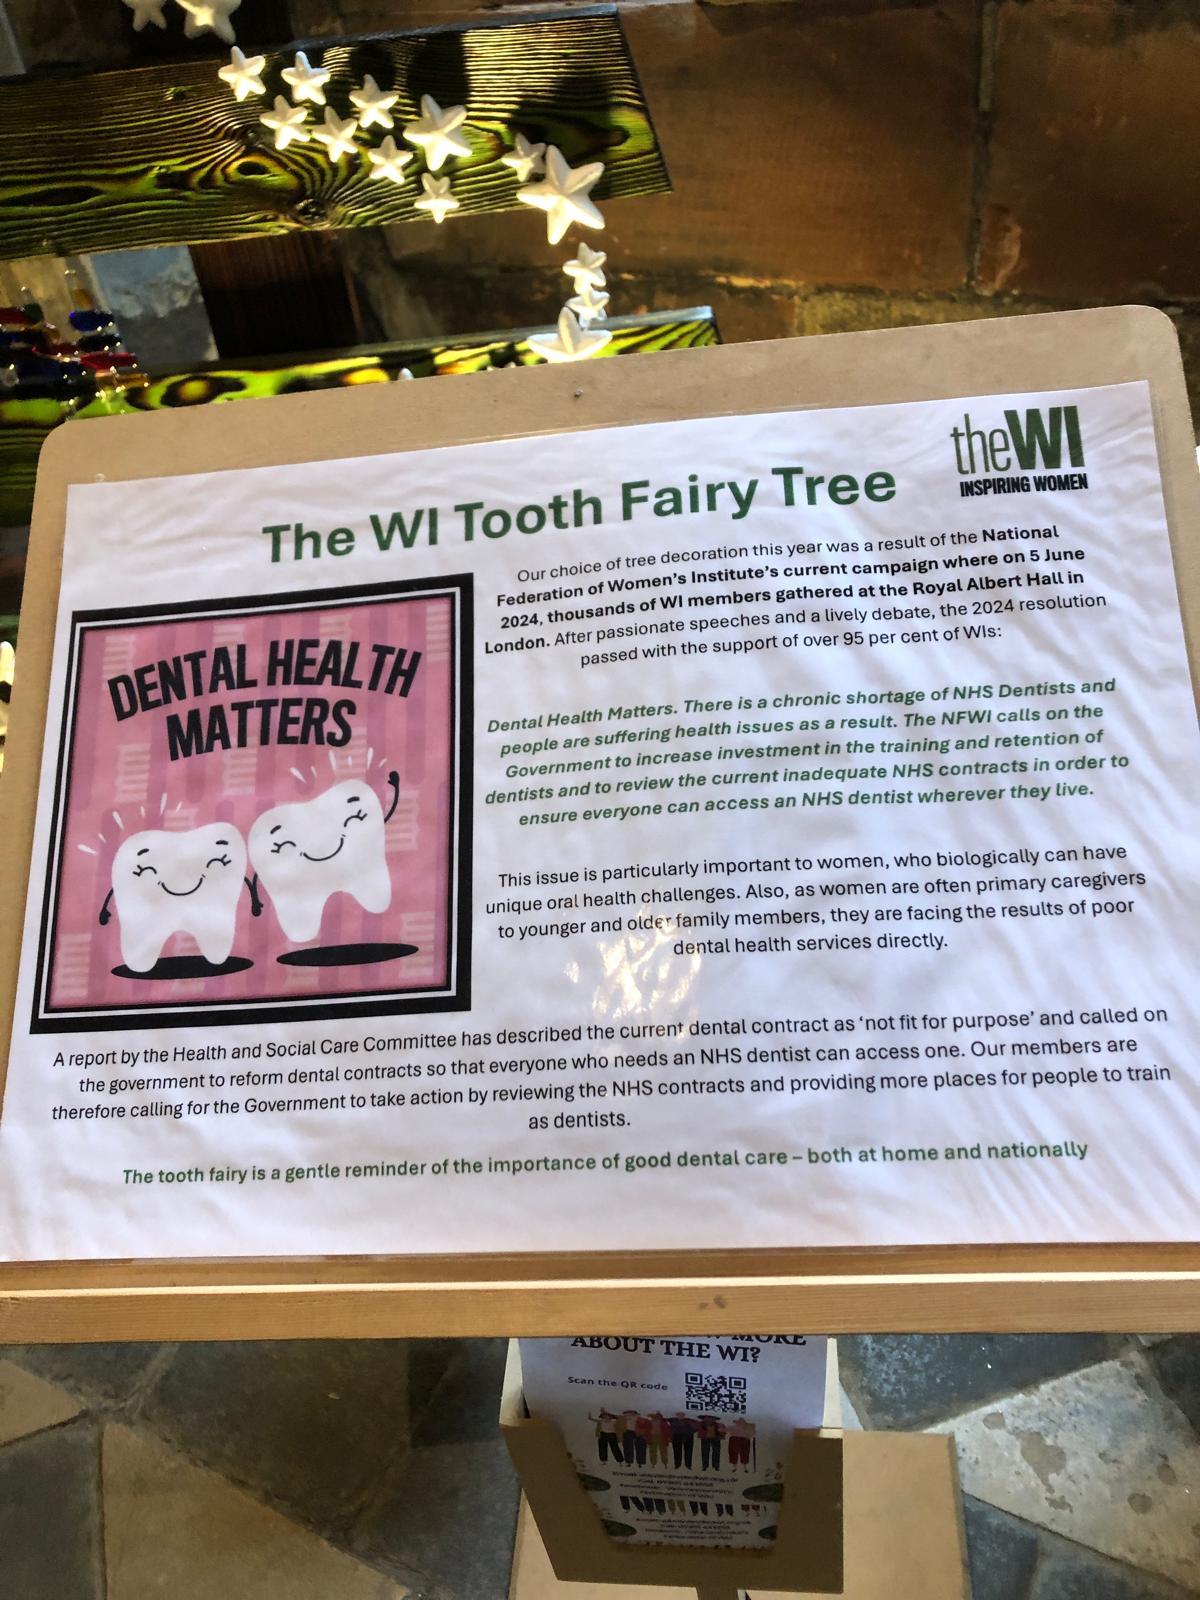 theWI
INSPIRING WOMEN
The WI Tooth Fairy Tree
Our choice of tree decoration this year was a result of the National
Federation of Women's Institute's current campaign where on 5 June
2024, thousands of WI members gathered at the Royal Albert Hall in
London. After passionate speeches and a lively debate, the 2024 resolution
passed with the support of over 95 per cent of WIs:
DENTAL HEALTH
MATTERS
Dental Health Matters. There is a chronic shortage of NHS Dentists and
people are suffering health issues as a result. The NFWI calls on the
Government to increase investment in the training and retention of
dentists and to review the current inadequate NHS contracts in order to
ensure everyone can access an NHS dentist wherever they live.
This issue is particularly important to women, who biologically can have
unique oral health challenges. Also, as women are often primary caregivers
to younger and older family members, they are facing the results of poor
dental health services directly.
A report by the Health and Social Care Committee has described the current dental contract as ‘not fit for purpose’ and called on
the government to reform dental contracts so that everyone who needs an NHS dentist can access one. Our members are
therefore calling for the Government to take action by reviewing the NHS contracts and providing more places for people to train
as dentists.
The tooth fairy is a gentle reminder of the importance of good dental care – both at home and nationally
MORE
ABOUT THE WI?
Scan the QR code